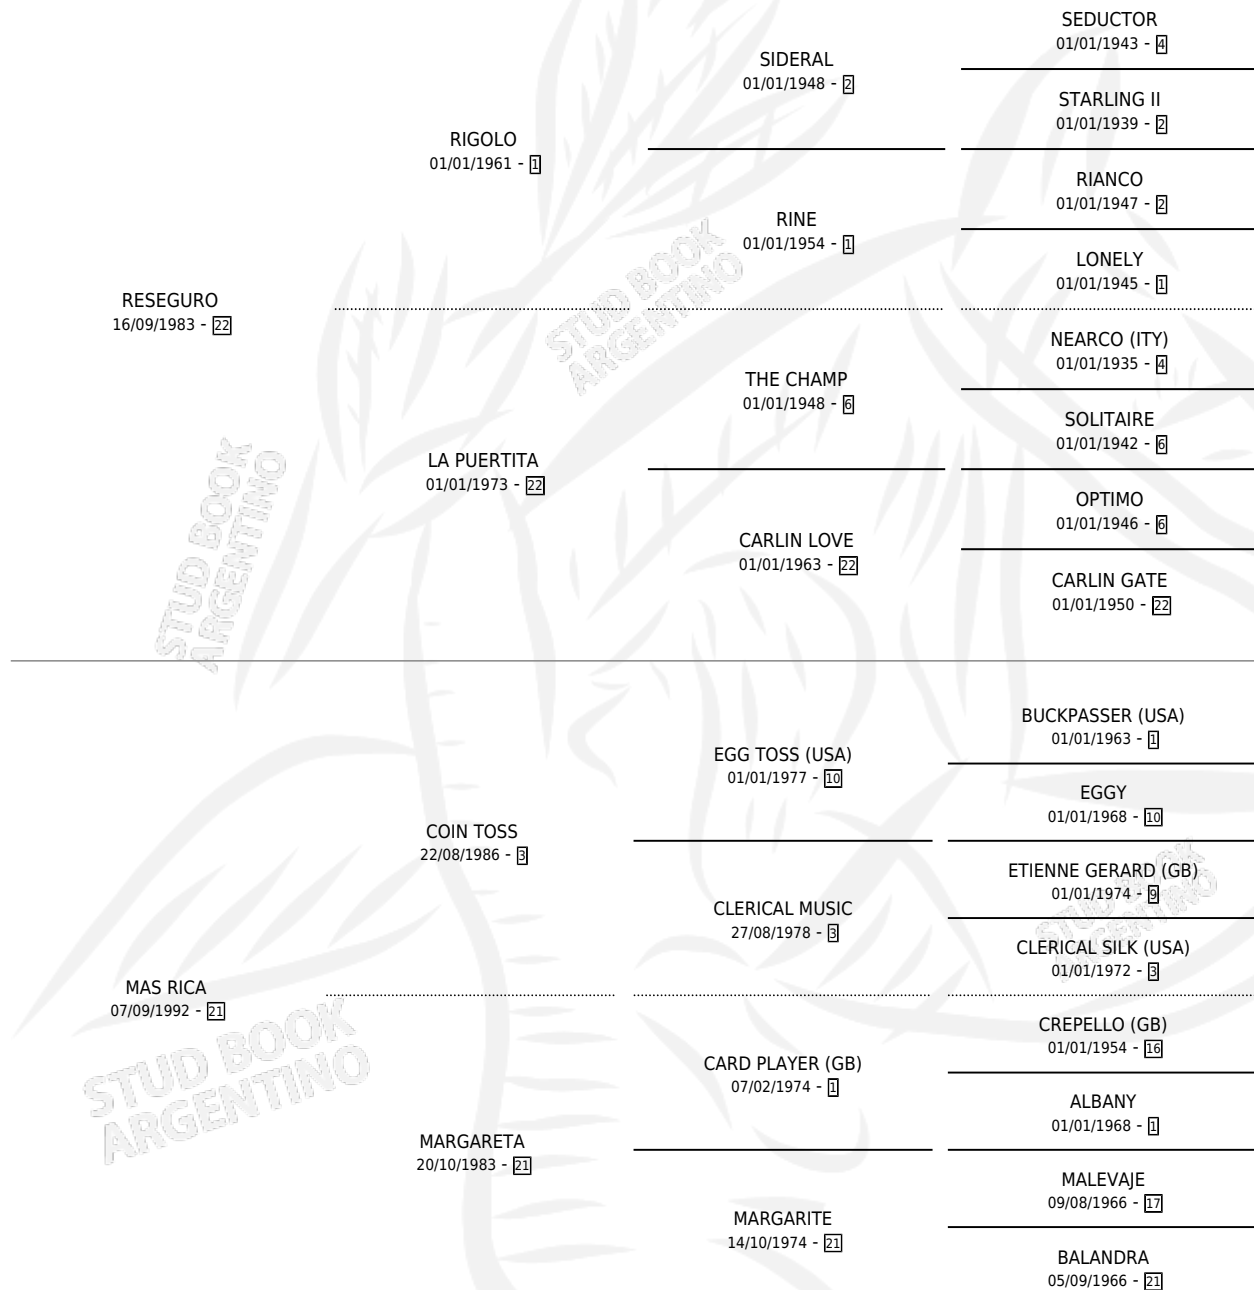 SEDUCTOR
01/01/1943 - 4
SIDERAL
01/01/1948 - 2
STARLING II
01/01/1939 - 2
RIGOLO
01/01/1961 - 1
RIANCO
01/01/1947 - 2
RINE
01/01/1954 - 1
LONELY
01/01/1945 - 1
RESEGURO
16/09/1983 - 22
NEARCO (ITY)
01/01/1935 - 4
THE CHAMP
01/01/1948 - 6
SOLITAIRE
01/01/1942 - 6
LA PUERTITA
01/01/1973 - 22
OPTIMO
01/01/1946 - 6
CARLIN LOVE
01/01/1963 - 22
CARLIN GATE
01/01/1950 - 22
STUD BOOK
ARGENTINO
STUD BOOK
ARGENTINO
BUCKPASSER (USA)
01/01/1963 - 1
EGG TOSS (USA)
01/01/1977 - 10
EGGY
01/01/1968 - 10
COIN TOSS
22/08/1986 - 3
ETIENNE GERARD (GB)
01/01/1974 - 9
CLERICAL MUSIC
27/08/1978 - 3
CLERICAL SILK (USA)
01/01/1972 - 3
STUD BOOK
ARGENTINO
MAS RICA
07/09/1992 - 21
CREPELLO (GB)
01/01/1954 - 16
CARD PLAYER (GB)
07/02/1974 - 1
ALBANY
01/01/1968 - 1
STUD BOOK
ARGENTINO
MARGARETA
20/10/1983 - 21
MALEVAJE
09/08/1966 - 17
MARGARITE
14/10/1974 - 21
BALANDRA
05/09/1966 - 21